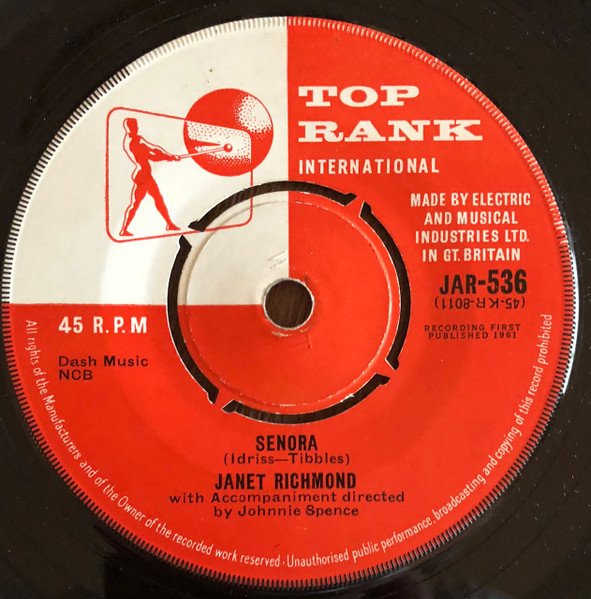 TOP
RANK
INTERNATIONAL
MADE BY ELECTRIC
AND MUSICAL
INDUSTRIES LTD.
IN GT. BRITAIN
JAR-536
(45-KR-8011)
RECORDING FIRST
PUBLISHED 1961
45 R.P.M
Dash Music
NCB
SENORA
(Idriss—Tibbles)
JANET RICHMOND
with Accompaniment directed
by Johnnie Spence
All rights of the Manufacturers and of the Owner of the recorded work reserved · Unauthorised public performance, broadcasting and copying of this record prohibited